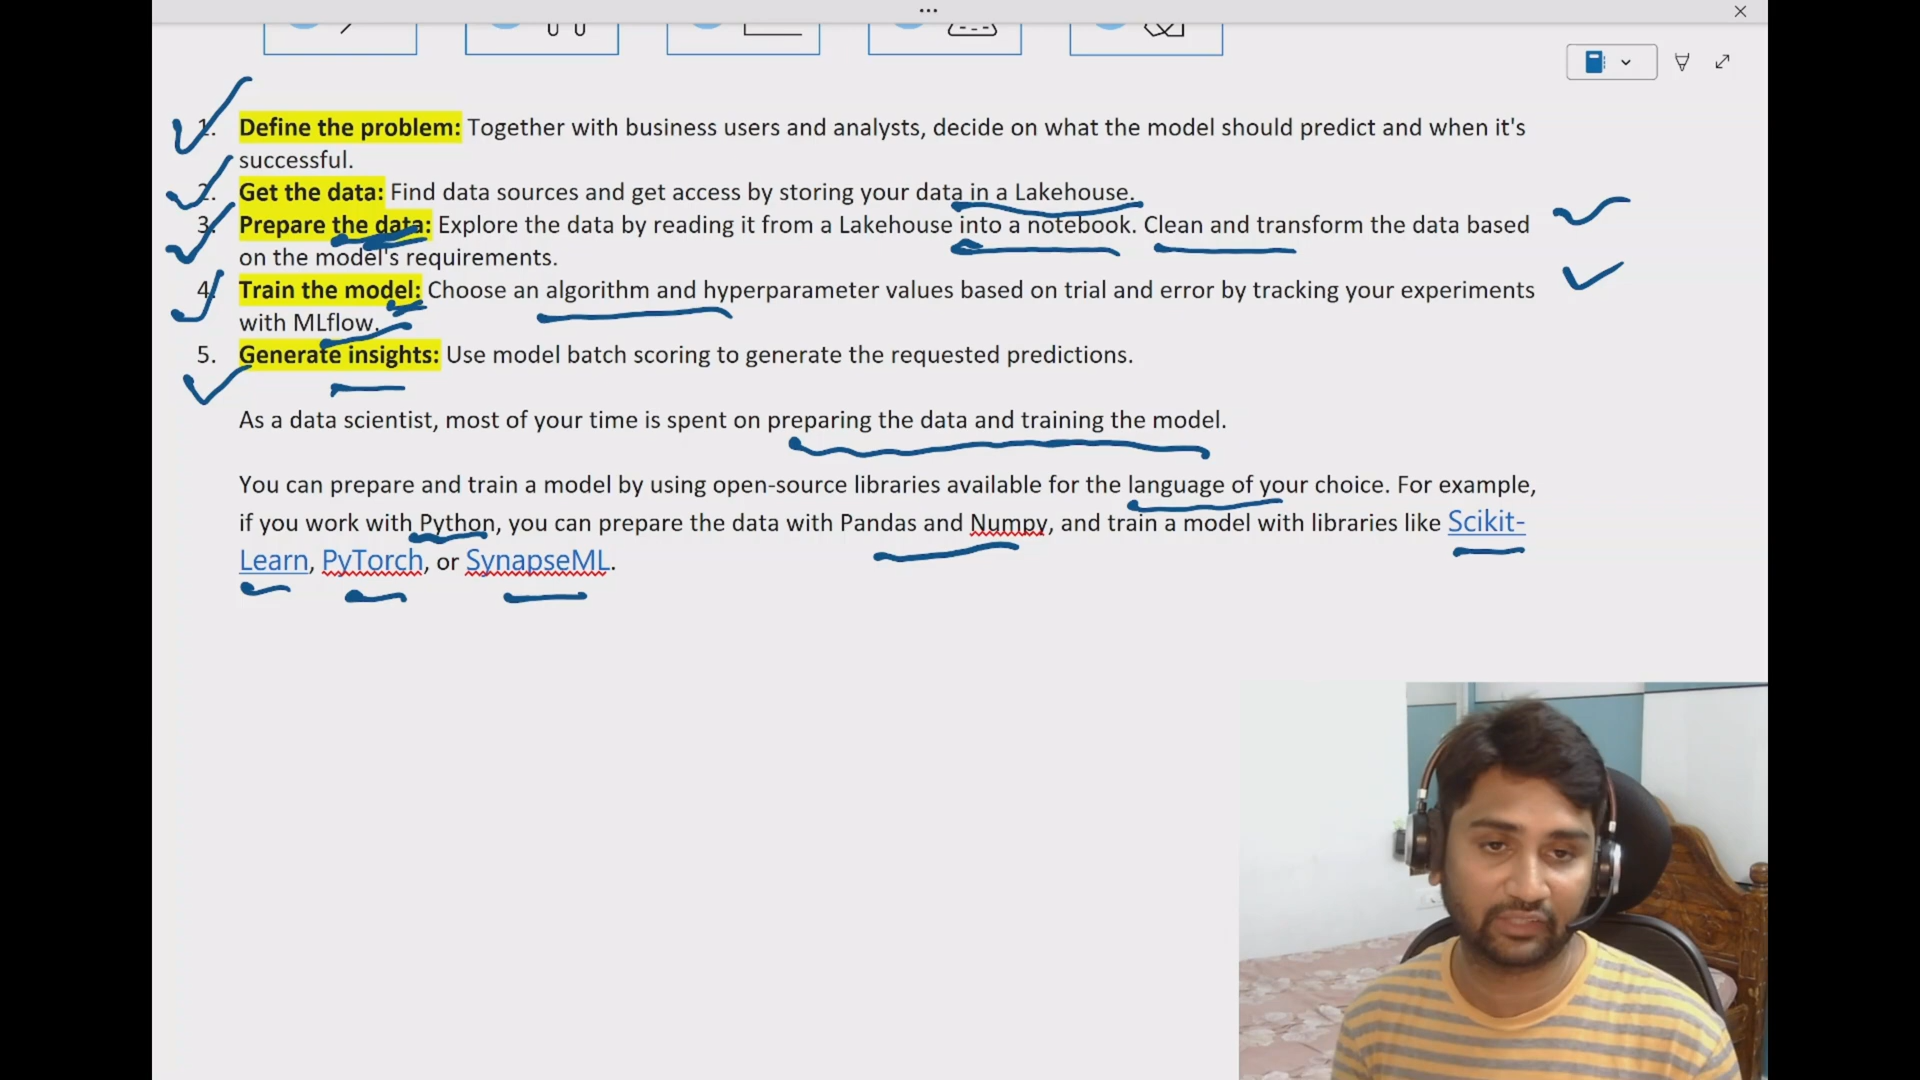 1. Define the problem: Together with business users and analysts, decide on what the model should predict and when it's
successful.
2. Get the data: Find data sources and get access by storing your data in a Lakehouse.
3. Prepare the data: Explore the data by reading it from a Lakehouse into a notebook. Clean and transform the data based
on the model's requirements.
4. Train the model: Choose an algorithm and hyperparameter values based on trial and error by tracking your experiments
with MLflow.
5. Generate insights: Use model batch scoring to generate the requested predictions.
As a data scientist, most of your time is spent on preparing the data and training the model.
You can prepare and train a model by using open-source libraries available for the language of your choice. For example,
if you work with Python, you can prepare the data with Pandas and Numpy, and train a model with libraries like Scikit-
Learn, PyTorch, or SynapseML.